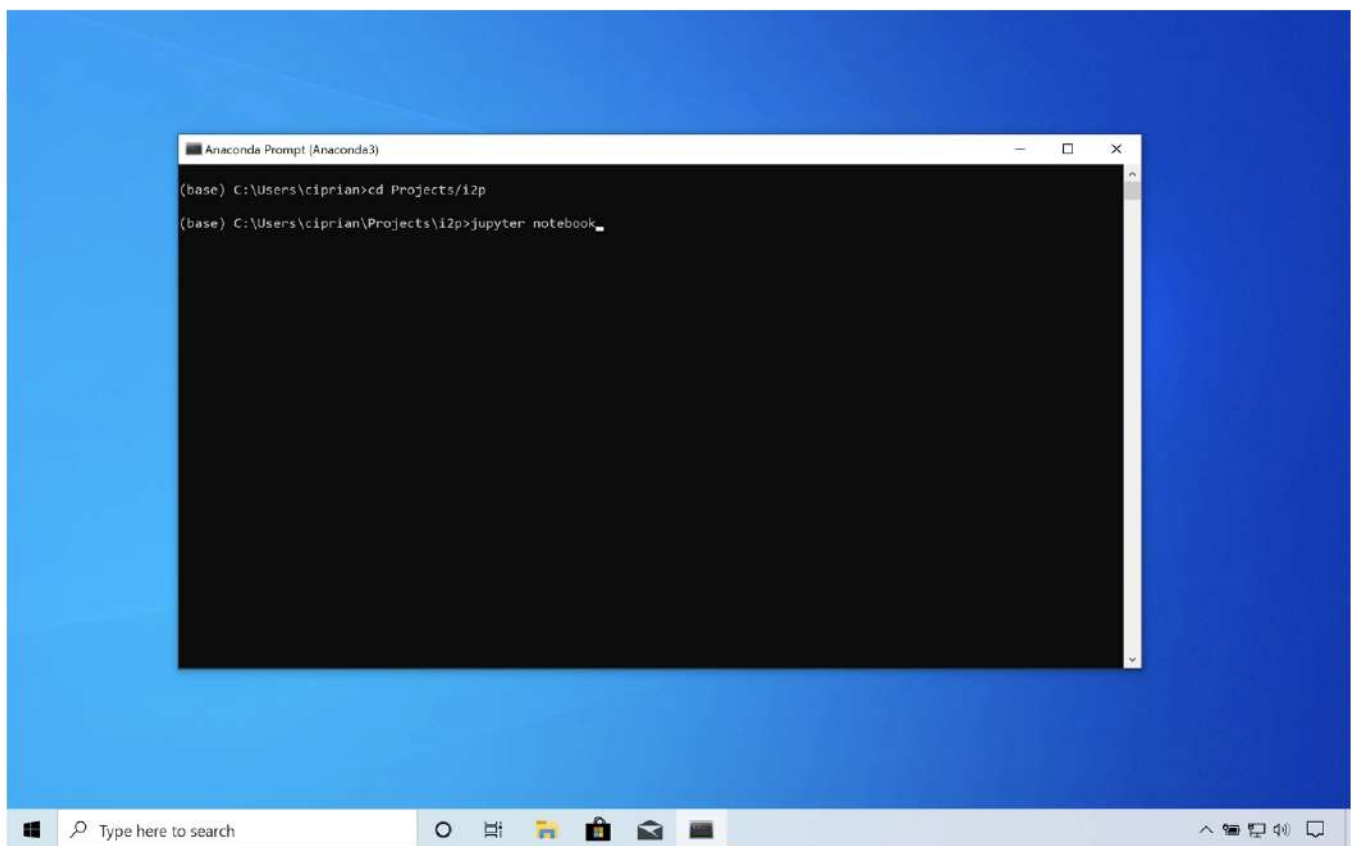 Anaconda Prompt (Anaconda3)
(base) C:\Users\ciprian>cd Projects/i2p
(base) C:\Users\ciprian\Projects\i2p>jupyter notebook
Type here to search